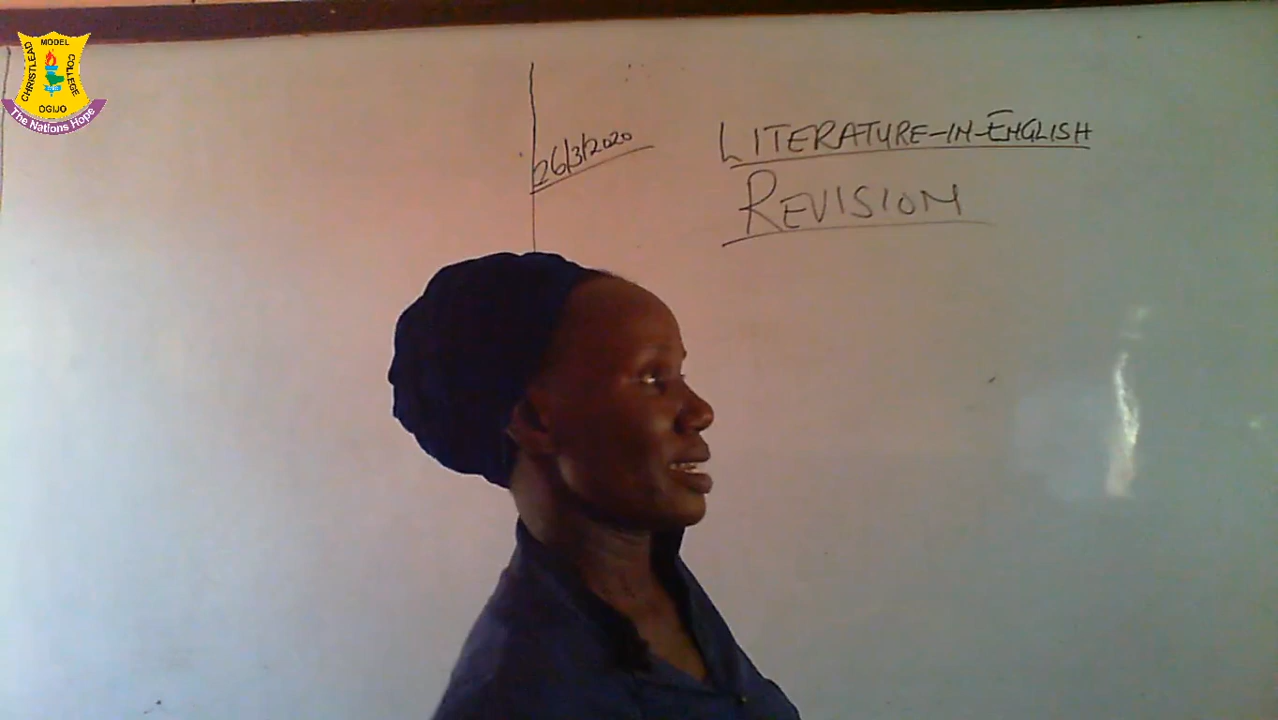 CHRISTLEAD MODEL COLLEGE
OGIJO
The Nations Hope
26/3/2020
LITERATURE-IN-ENGLISH
REVISION